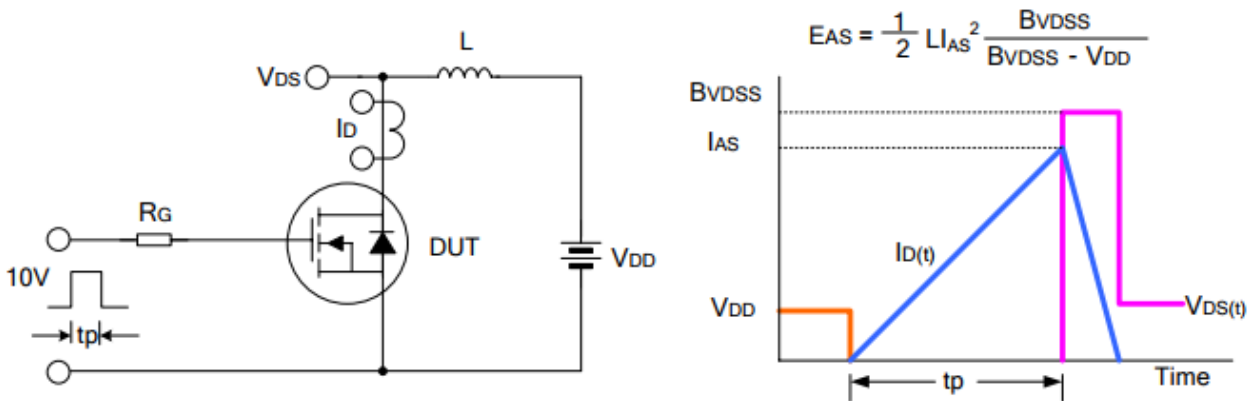 L
VDS
ID
RG
10V
tp
DUT
VDD
EAS = 1/2 LIAS² BVDSS / (BVDSS - VDD)
BVDSS
IAS
ID(t)
VDD
VDS(t)
tp
Time